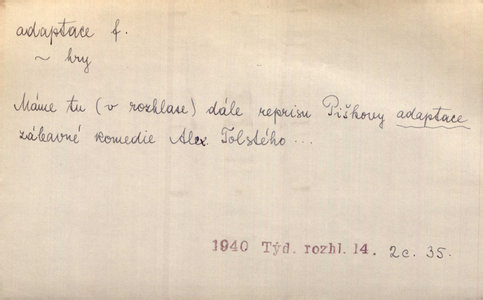 adaptace f.
~ hry
Máme tu (v rozhlase) dále reprisu Piškovy adaptace
zábavné komedie Alex. Tolstého...
1940 Týd. rozhl. 14. 2c. 35.